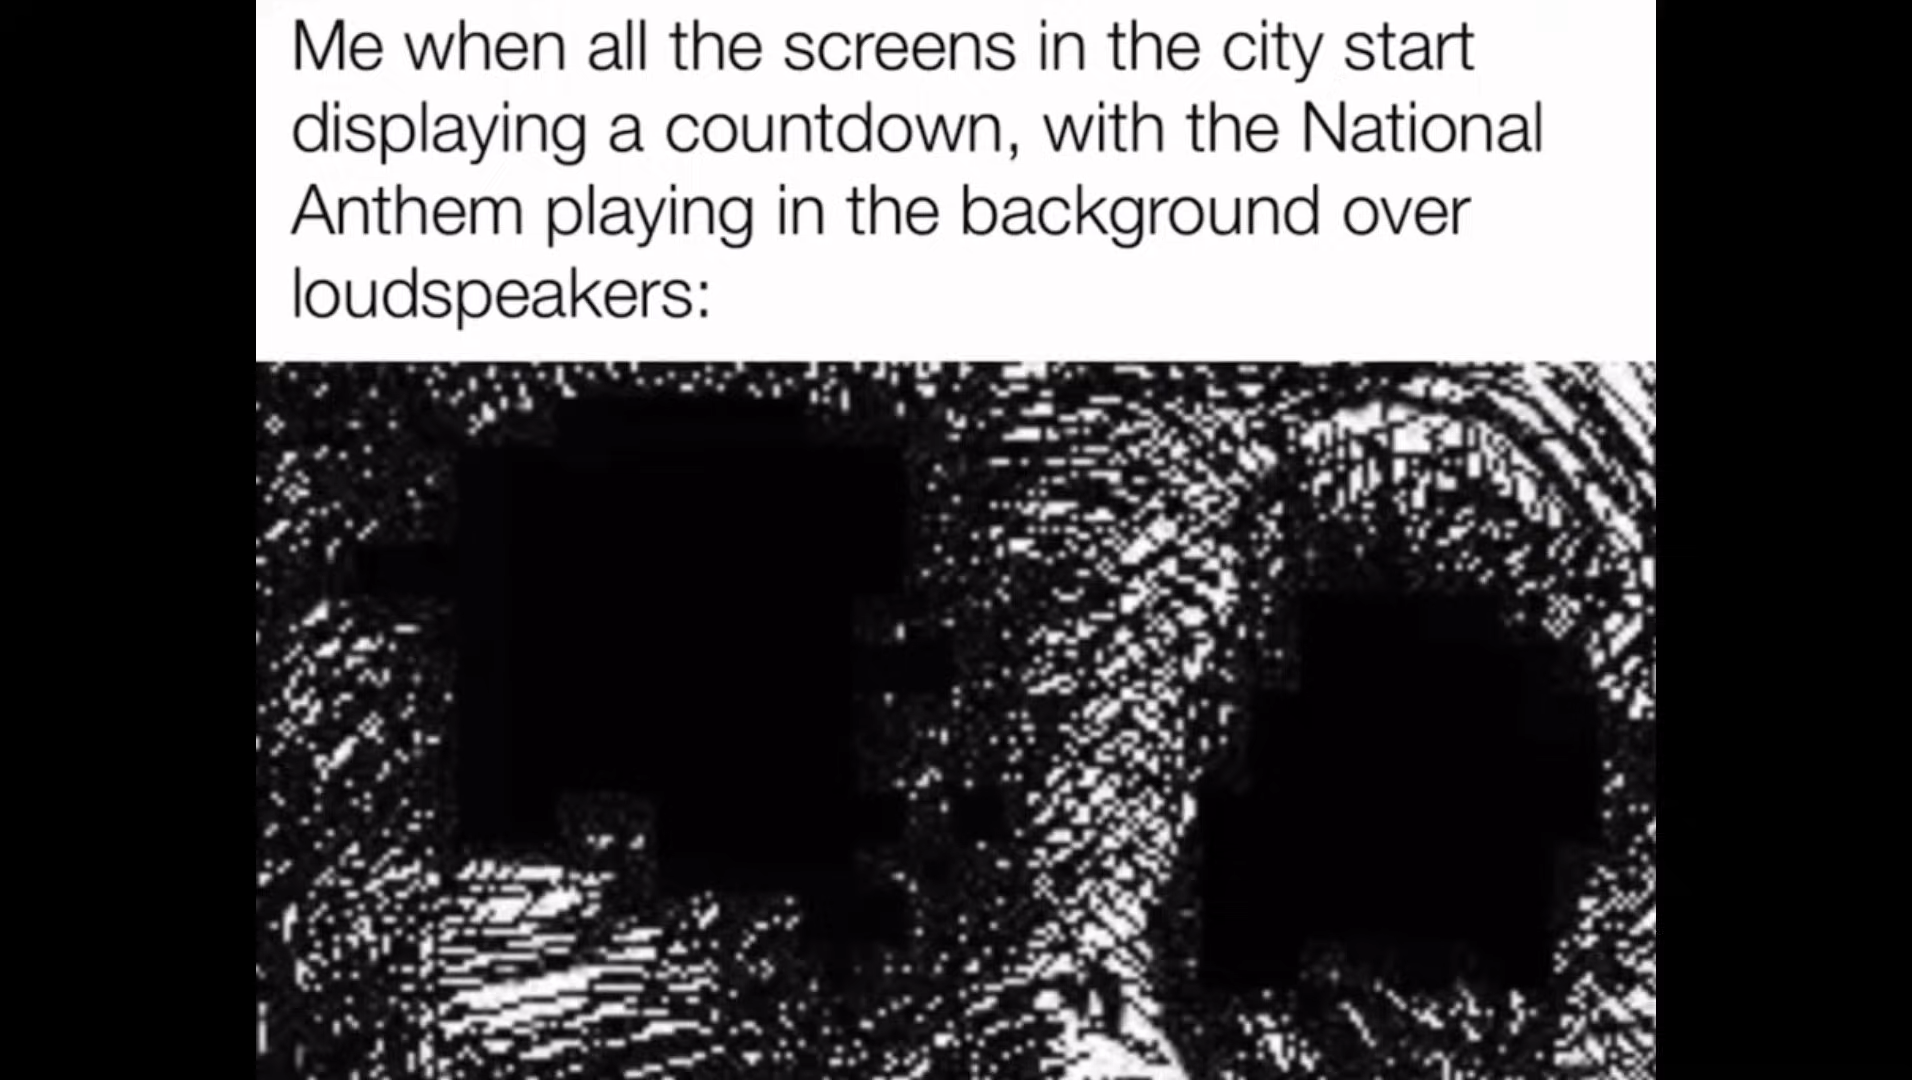 Me when all the screens in the city start
displaying a countdown, with the National
Anthem playing in the background over
loudspeakers: